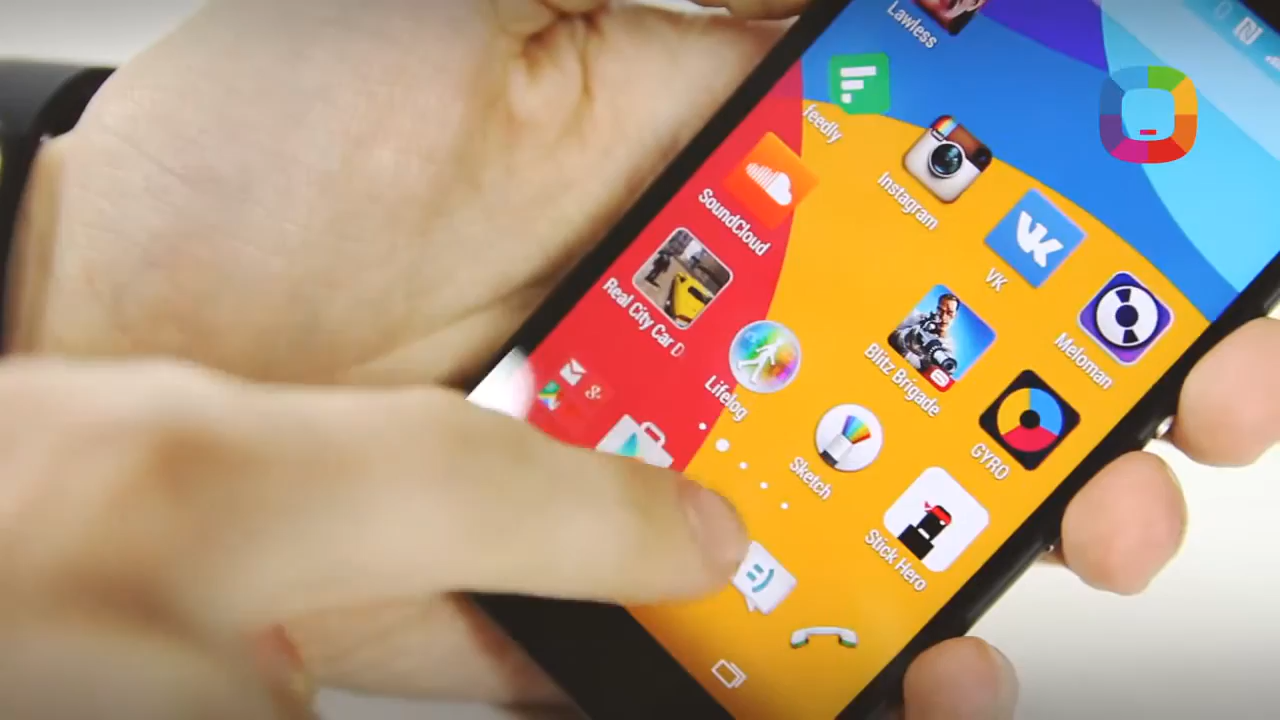 Lawless
feedly
Instagram
VK
Meloman
SoundCloud
Real City Car D
Lifelog
Blitz Brigade
GYRO
Sketch
Stick Hero